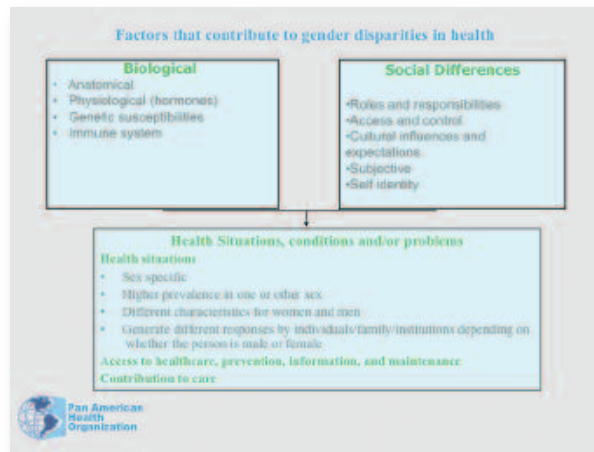 Factors that contribute to gender disparities in health
Biological
• Anatomical
• Physiological (hormones)
• Genetic susceptibilities
• Immune system
Social Differences
•Roles and responsibilities
•Access and control
•Cultural influences and
expectations
•Subjective
•Self identity
Health Situations, conditions and/or problems
Health situations
• Sex specific
• Higher prevalence in one or other sex
• Different characteristics for women and men
• Generate different responses by individuals/family/institutions depending on
whether the person is male or female
Access to healthcare, prevention, information, and maintenance
Contribution to care
Pan American
Health
Organization